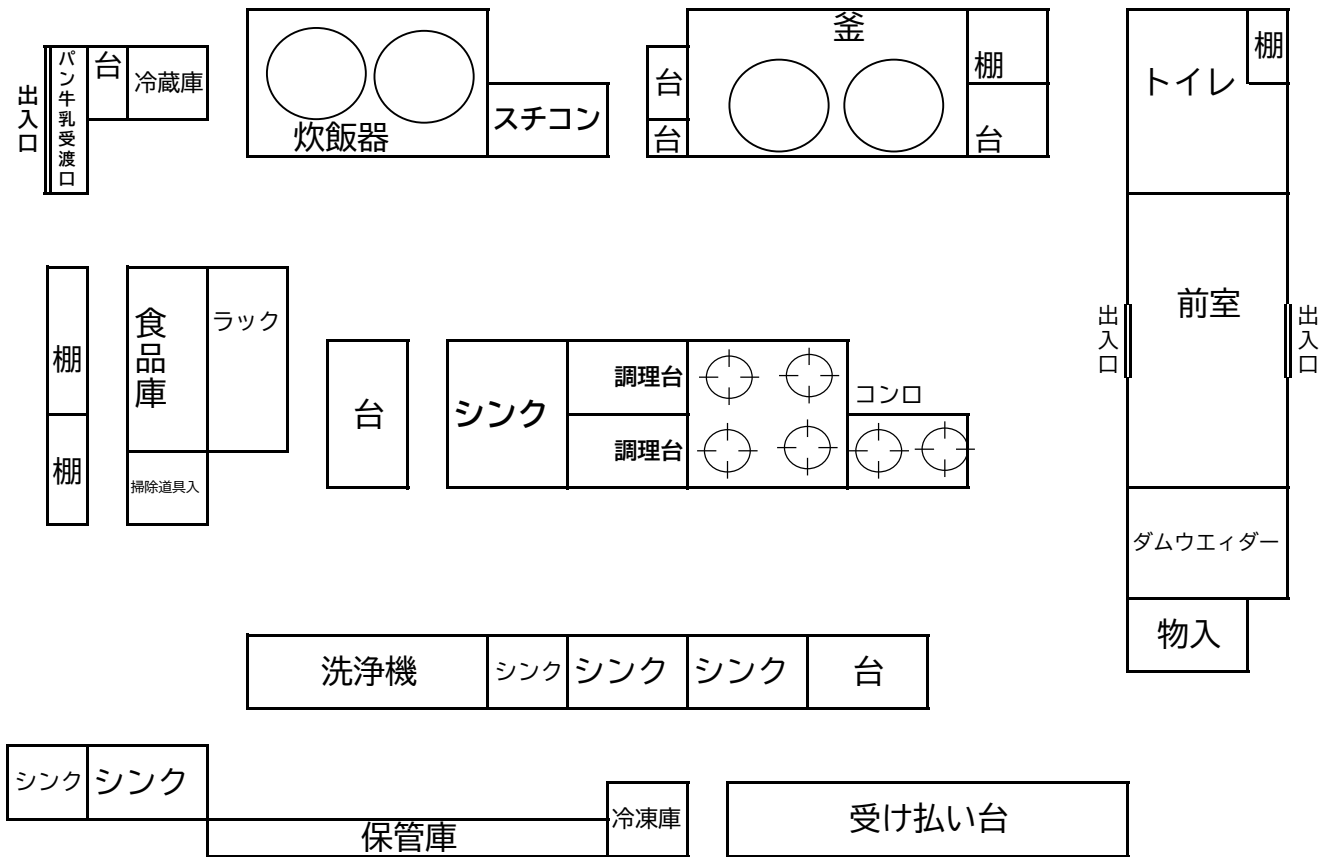 出入口
パン牛乳受渡口
台
冷蔵庫
炊飯器
スチコン
台
台
釜
棚
台
トイレ
棚
棚
棚
食品庫
ラック
掃除道具入
台
シンク
調理台
調理台
コンロ
出入口
前室
出入口
ダムウエィダー
物入
洗浄機
シンク
シンク
シンク
台
シンク
シンク
保管庫
冷凍庫
受け払い台